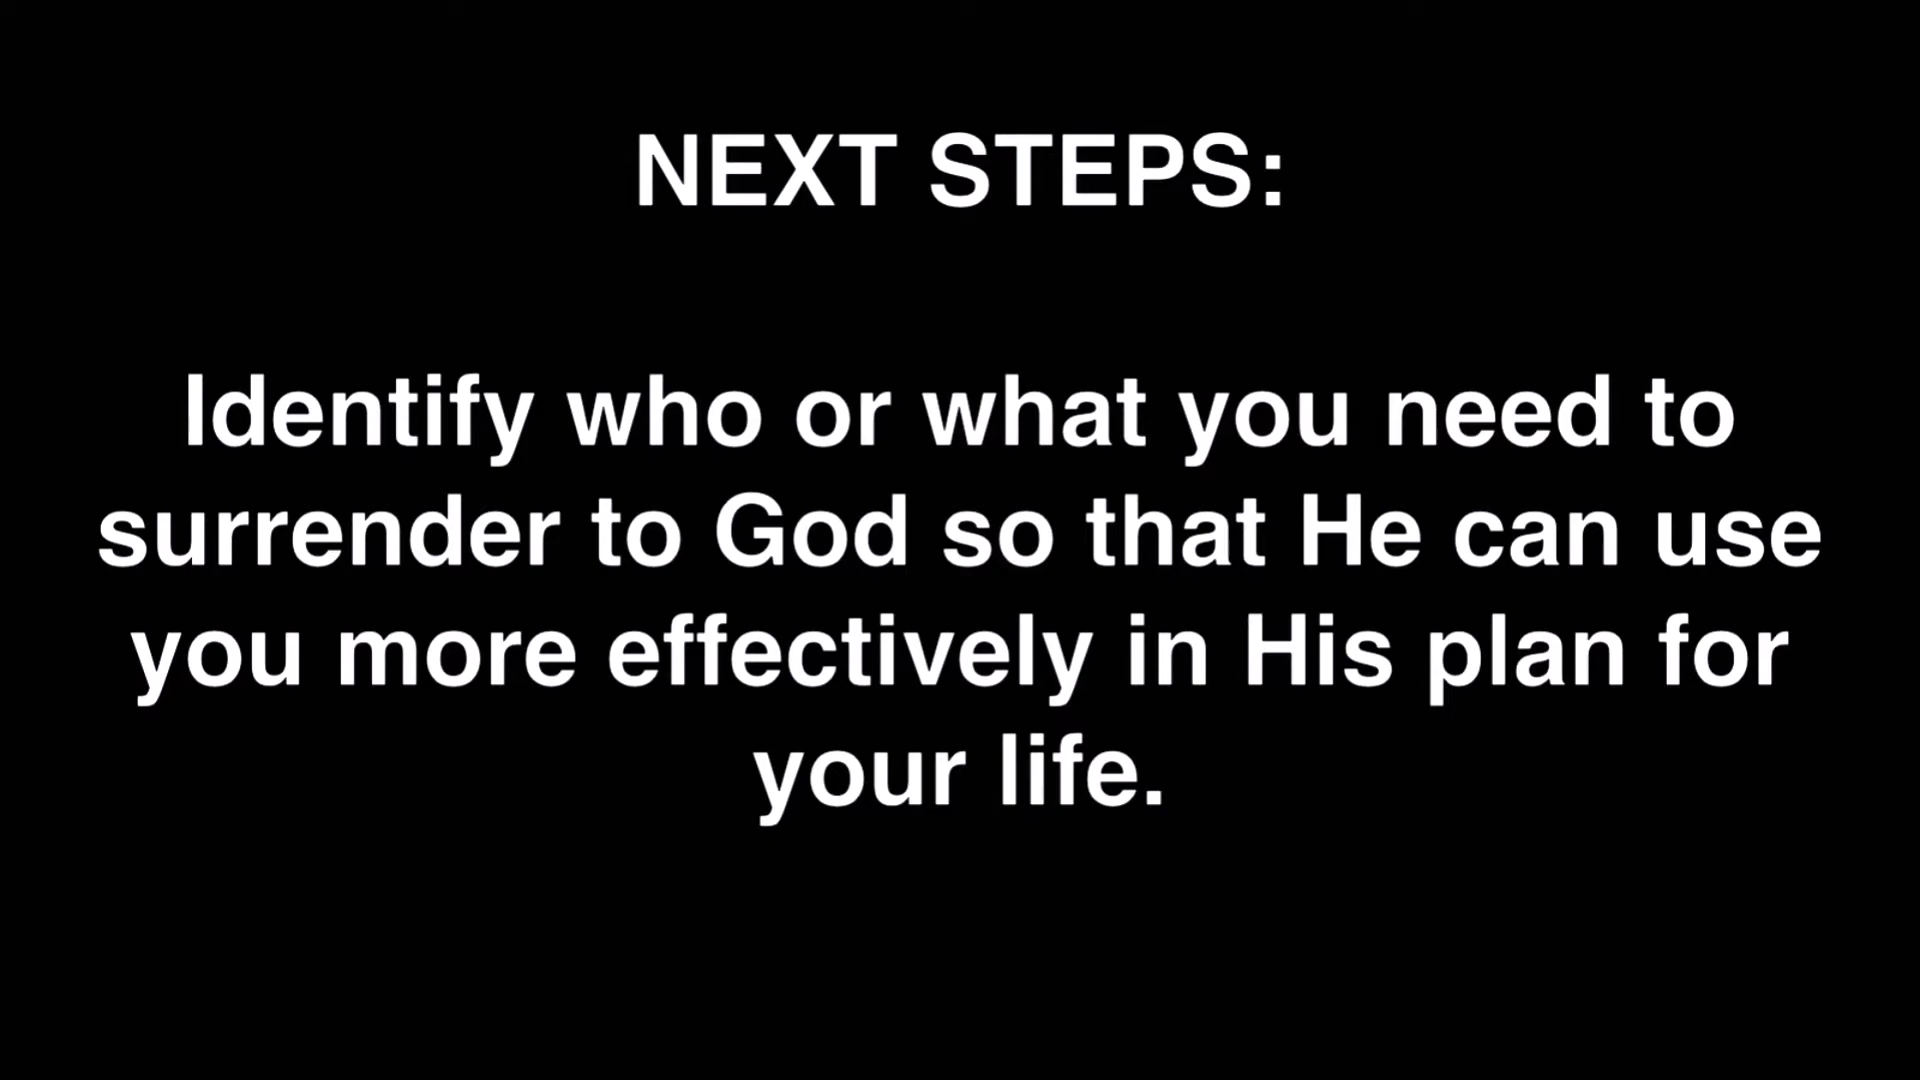 NEXT STEPS:
Identify who or what you need to
surrender to God so that He can use
you more effectively in His plan for
your life.